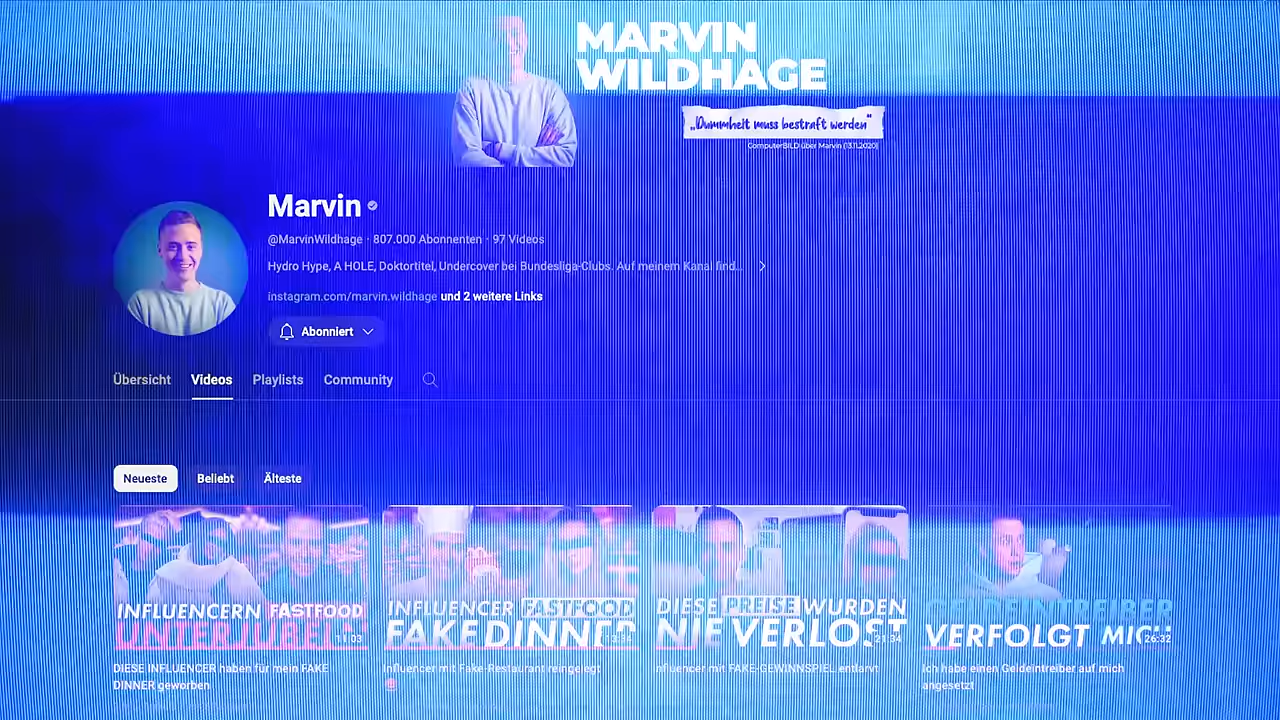 MARVIN
WILDHAGE
„Dummheit muss bestraft werden“
ComputerBILD über Marvin (13.11.2020)
Marvin
@MarvinWildhage · 807.000 Abonnenten · 97 Videos
Hydro Hype, A HOLE, Doktortitel, Undercover bei Bundesliga-Clubs. Auf meinem Kanal find...
instagram.com/marvin.wildhage und 2 weitere Links
Abonniert
Übersicht Videos Playlists Community
Neueste Beliebt Älteste
INFLUENCERN FASTFOOD
UNTERJUBEL
11:03
INFLUENCER FASTFOOD
FAKE DINNER
DIESE PREISE WURDEN
NIE VERLOST
21:34
GELDEINTREIBER
VERFOLGT MICH
26:32
DIESE INFLUENCER haben für mein FAKE
DINNER geworben
Influencer mit Fake-Restaurant reingelegt
nfluencer mit FAKE-GEWINNSPIEL entlarvt
Ich habe einen Geldeintreiber auf mich
angesetzt